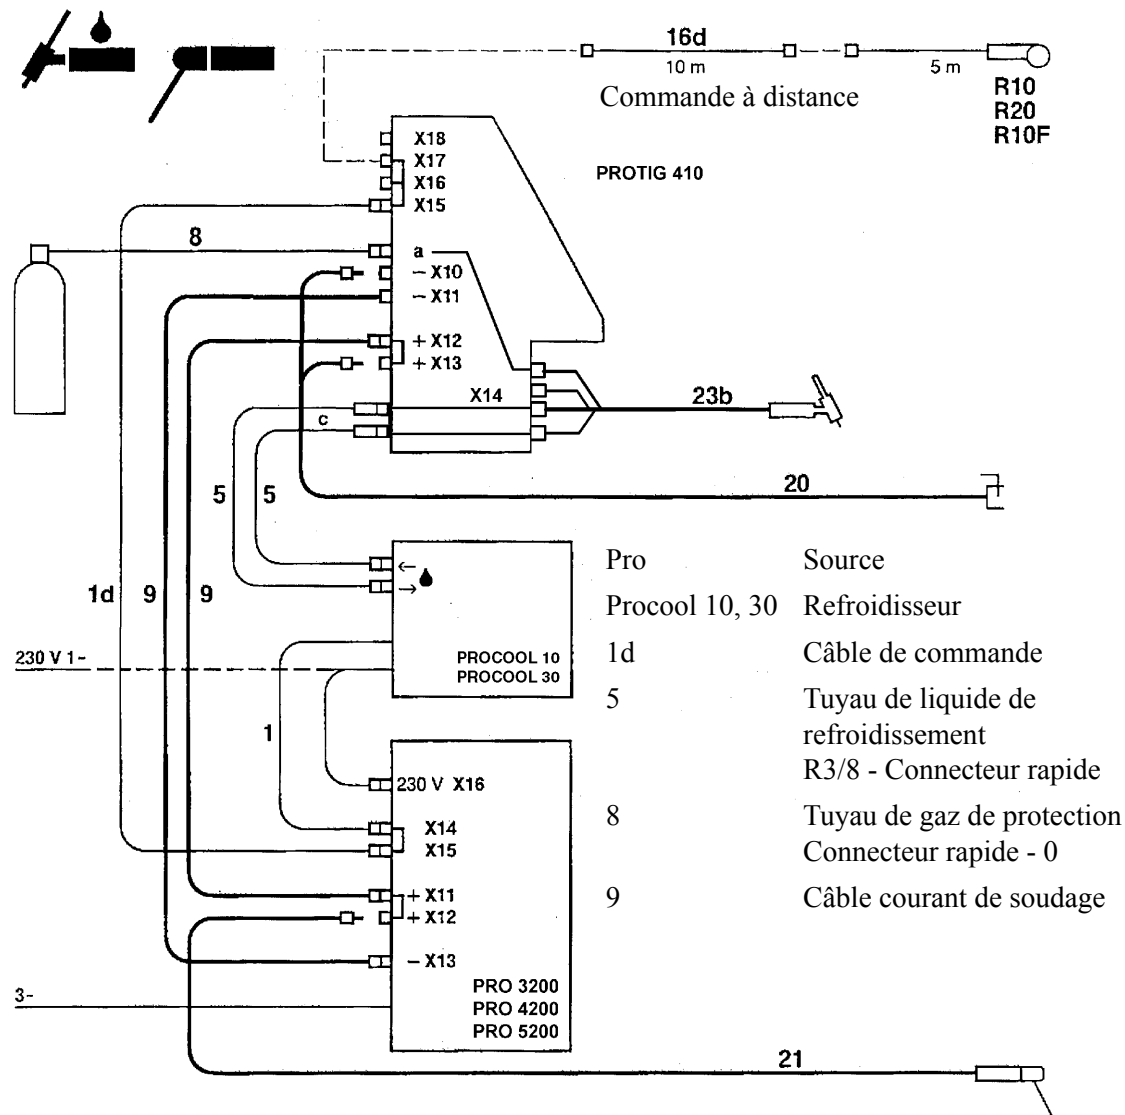 16d
10 m
5 m
Commande à distance
R10
R20
R10F
PROTIG 410
X18
X17
X16
X15
8
a
– X10
– X11
+ X12
+ X13
X14
23b
c
5 5
20
1d 9 9
Pro Source
Procool 10, 30 Refroidisseur
1d Câble de commande
5 Tuyau de liquide de
refroidissement
R3/8 - Connecteur rapide
8 Tuyau de gaz de protection
Connecteur rapide - 0
9 Câble courant de soudage
← 
→
PROCOOL 10
PROCOOL 30
230 V 1~
1
230 V X16
X14
X15
+ X11
+ X12
– X13
PRO 3200
PRO 4200
PRO 5200
3~
21